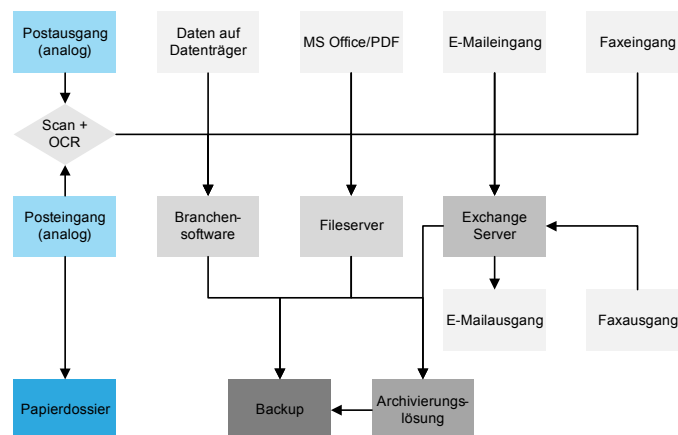 Postausgang
(analog)
Daten auf
Datenträger
MS Office/PDF
E-Maileingang
Faxeingang
Scan +
OCR
Posteingang
(analog)
Branchen-
software
Fileserver
Exchange
Server
E-Mailausgang
Faxausgang
Papierdossier
Backup
Archivierungs-
lösung